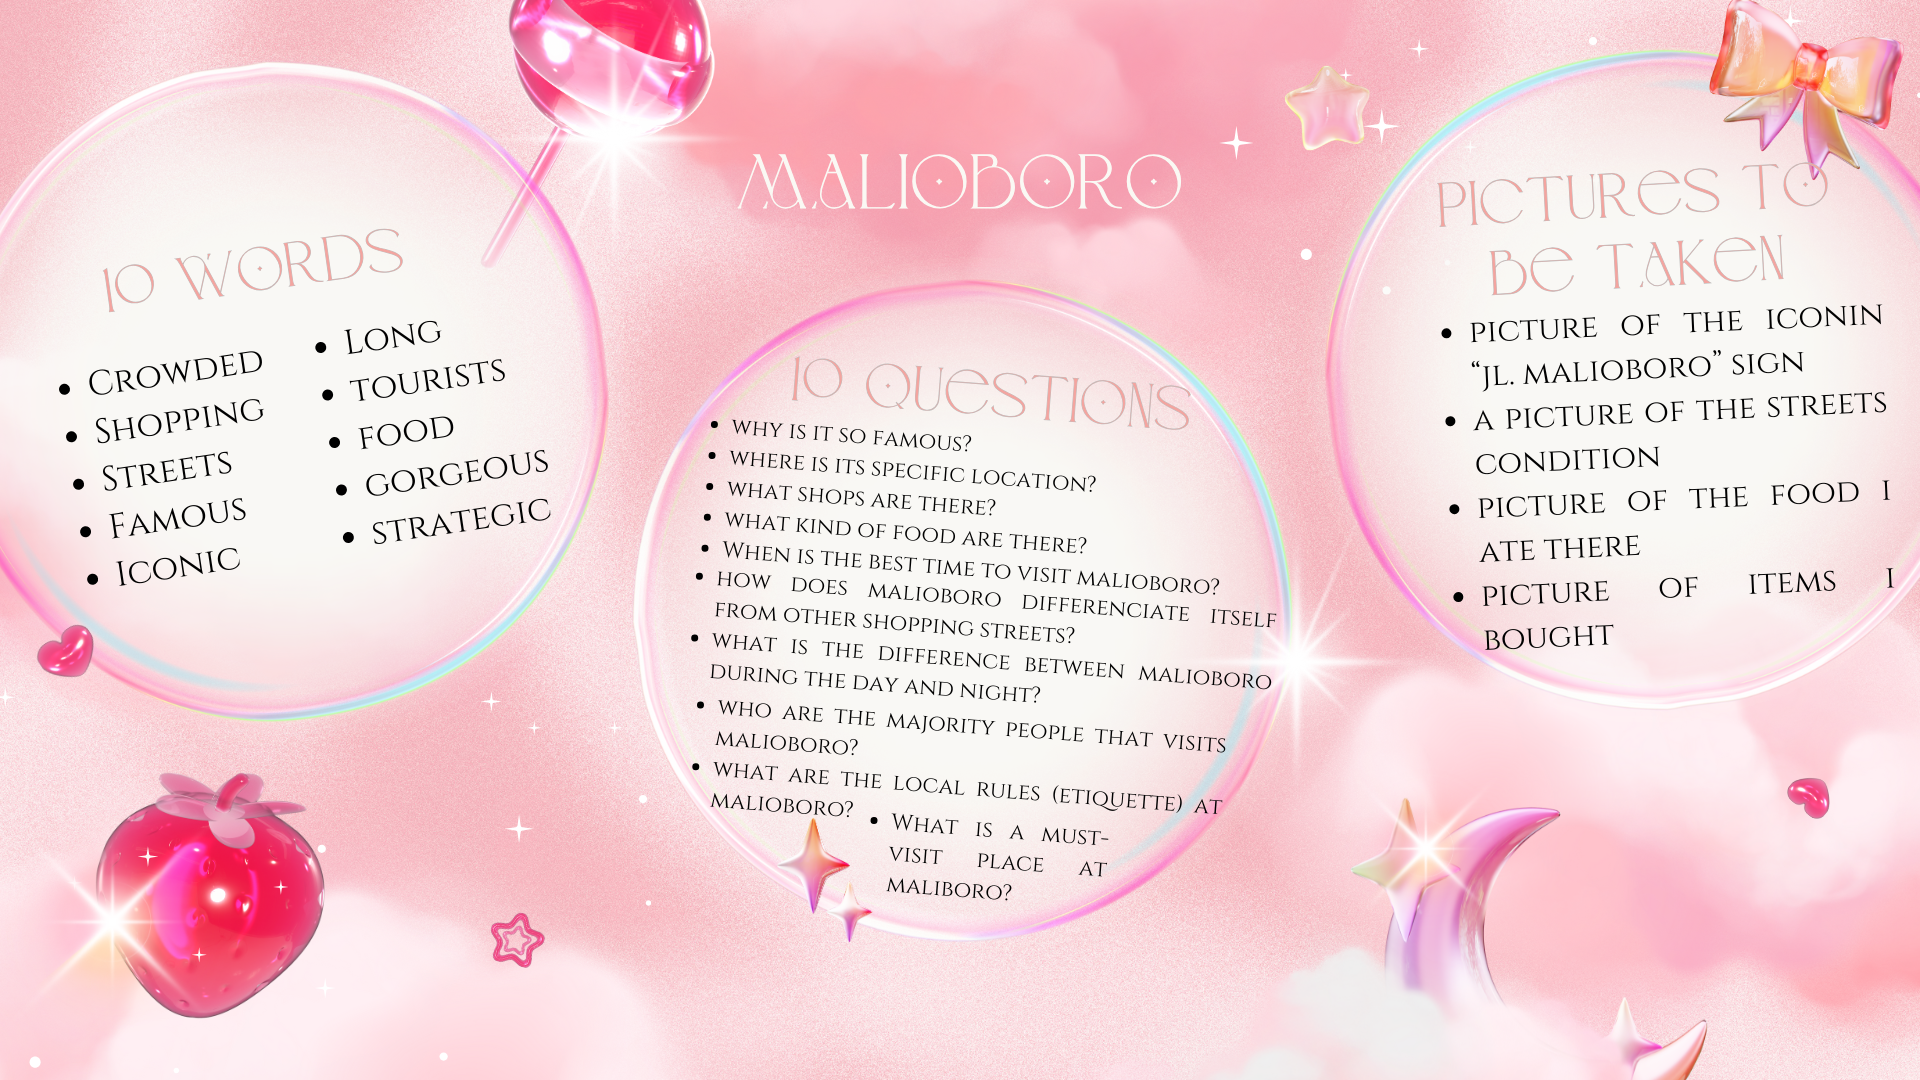 MALIOBORO
10 WORDS
• CROWDED
• SHOPPING
• STREETS
• FAMOUS
• ICONIC
• LONG
• TOURISTS
• FOOD
• GORGEOUS
• STRATEGIC
10 QUESTIONS
• WHY IS IT SO FAMOUS?
• WHERE IS ITS SPECIFIC LOCATION?
• WHAT SHOPS ARE THERE?
• WHAT KIND OF FOOD ARE THERE?
• WHEN IS THE BEST TIME TO VISIT MALIOBORO?
• HOW DOES MALIOBORO DIFFERENCIATE ITSELF
FROM OTHER SHOPPING STREETS?
• WHAT IS THE DIFFERENCE BETWEEN MALIOBORO
DURING THE DAY AND NIGHT?
• WHO ARE THE MAJORITY PEOPLE THAT VISITS
MALIOBORO?
• WHAT ARE THE LOCAL RULES (ETIQUETTE) AT
MALIOBORO?
• WHAT IS A MUST-
VISIT PLACE AT
MALIBORO?
PICTURES TO
BE TAKEN
• PICTURE OF THE ICONIN
“JL. MALIOBORO” SIGN
• A PICTURE OF THE STREETS
CONDITION
• PICTURE OF THE FOOD I
ATE THERE
• PICTURE OF ITEMS I
BOUGHT